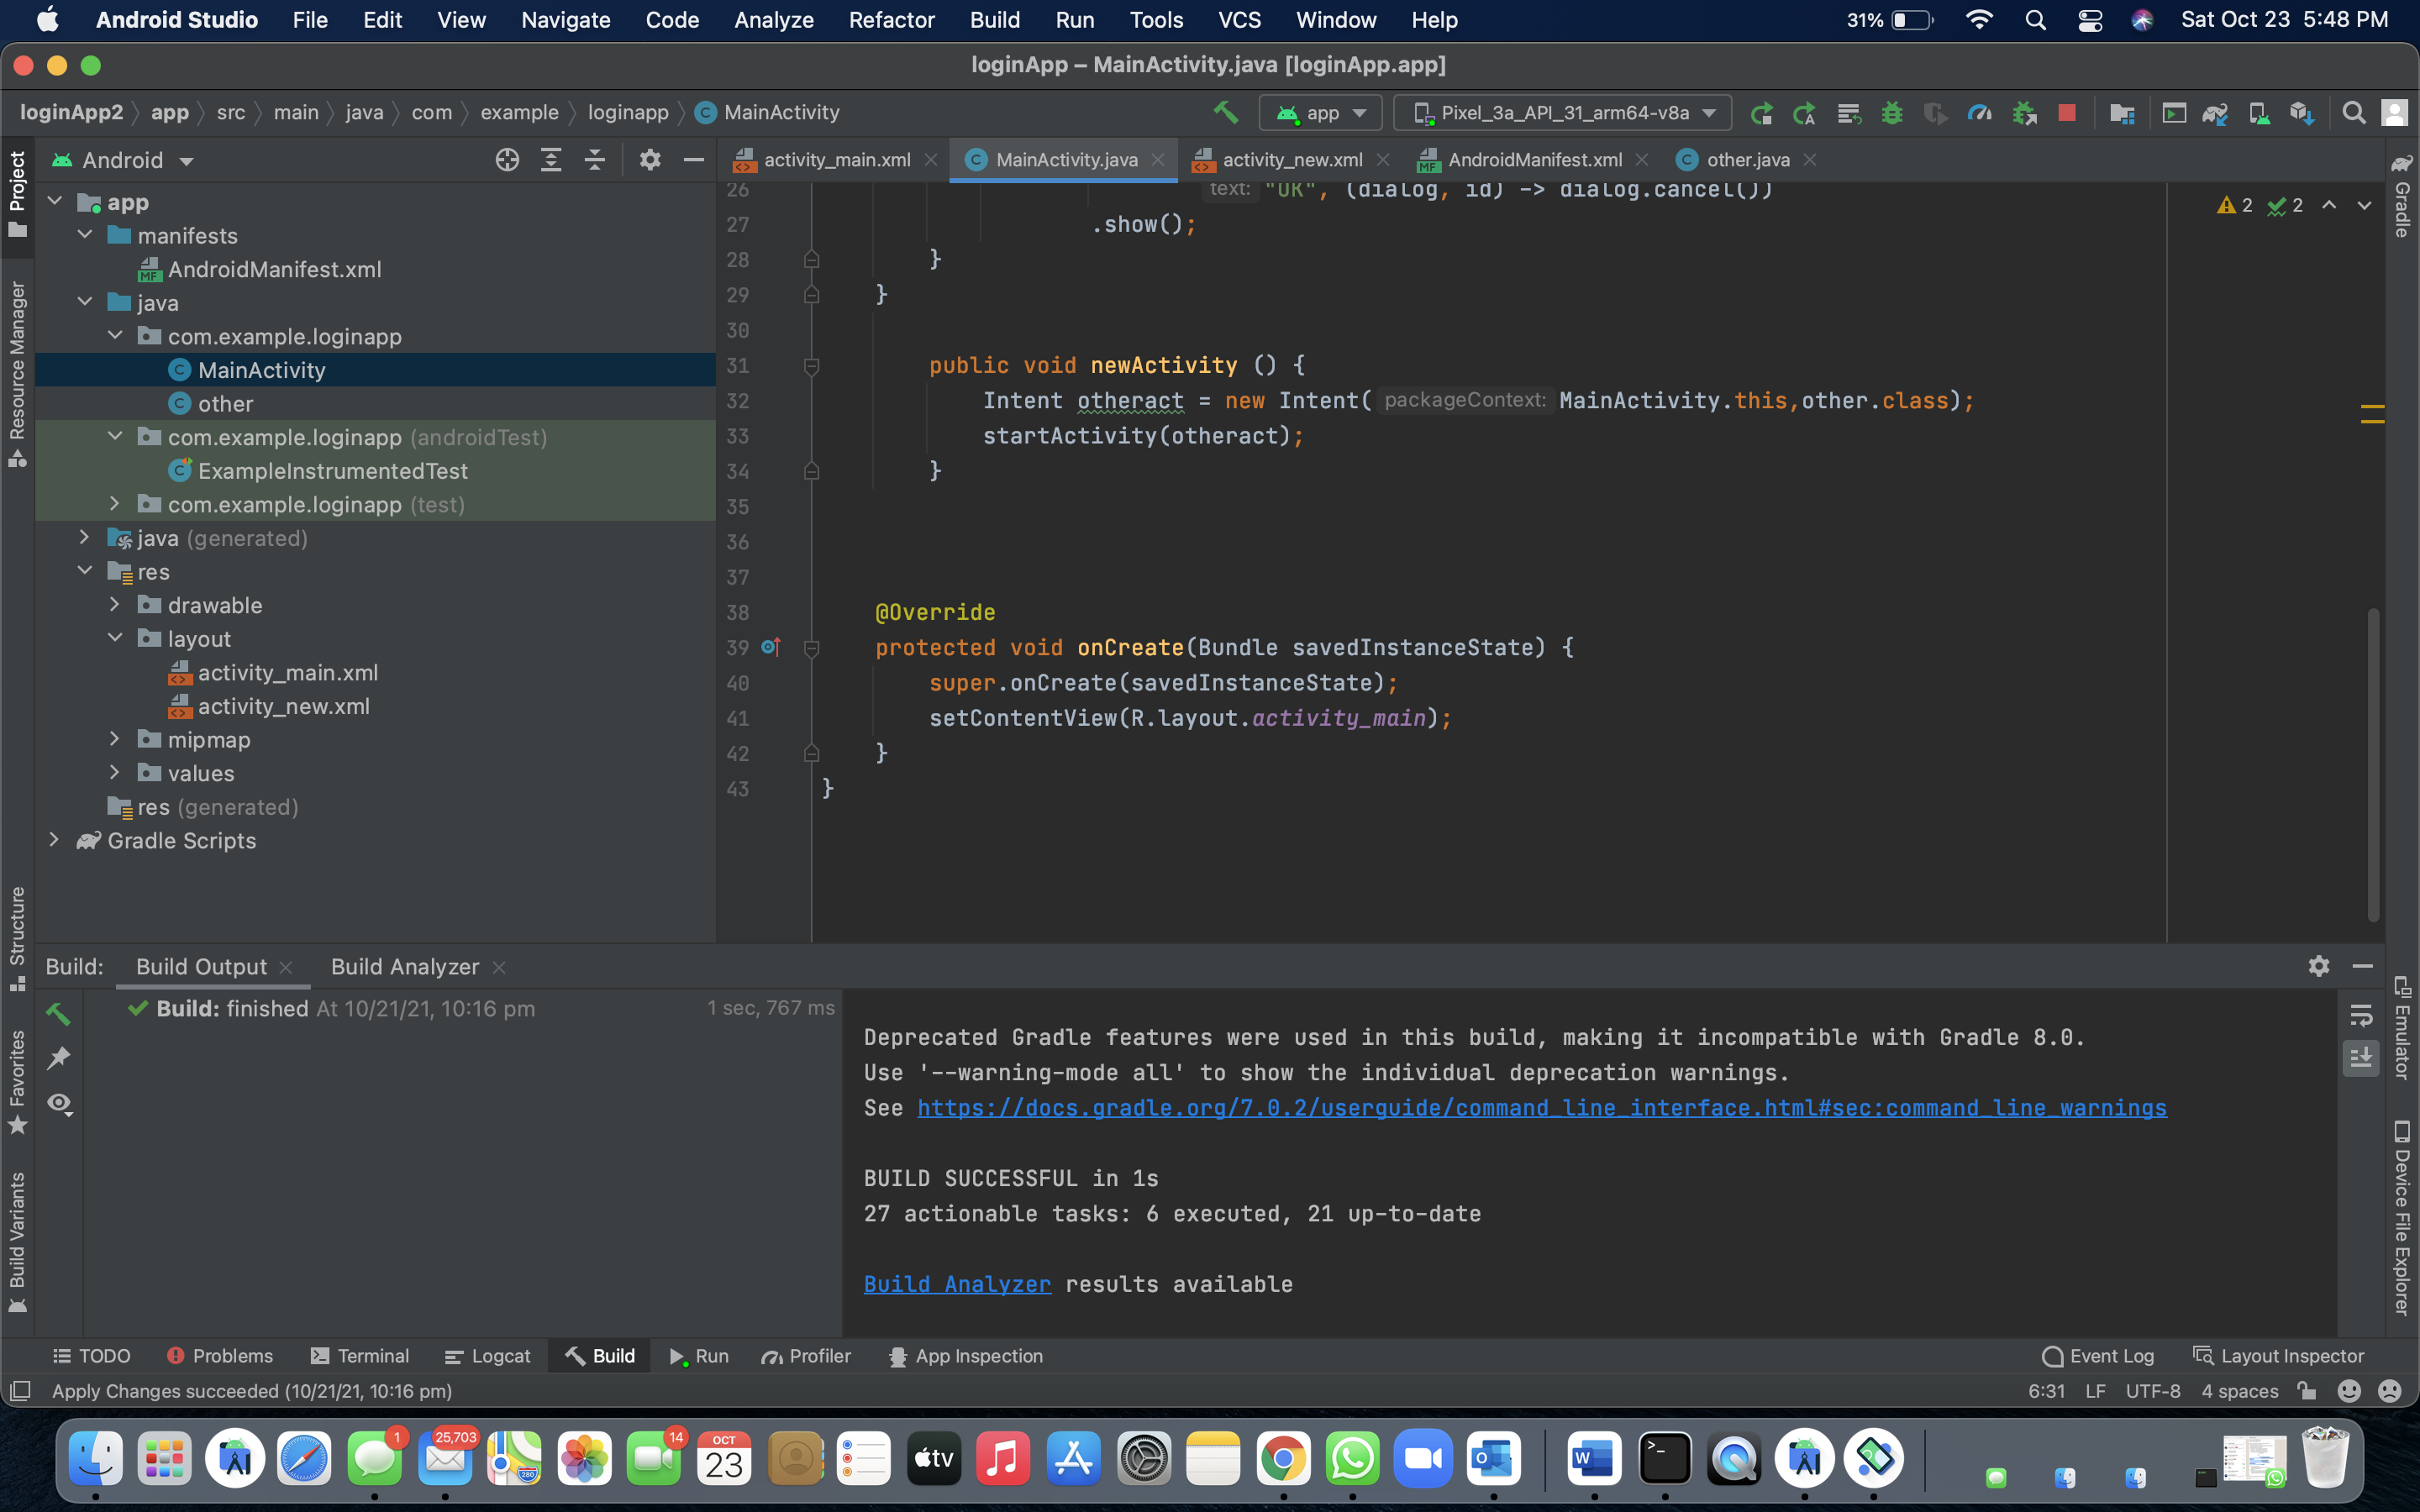 Android Studio File Edit View Navigate Code Analyze Refactor Build Run Tools VCS Window Help 31% Sat Oct 23 5:48 PM
loginApp – MainActivity.java [loginApp.app]
loginApp2 app src main java com example loginapp MainActivity app Pixel_3a_API_31_arm64-v8a
Android
activity_main.xml MainActivity.java activity_new.xml AndroidManifest.xml other.java
Project
Resource Manager
Structure
Favorites
Build Variants
app
manifests
AndroidManifest.xml
java
com.example.loginapp
MainActivity
other
com.example.loginapp (androidTest)
ExampleInstrumentedTest
com.example.loginapp (test)
java (generated)
res
drawable
layout
activity_main.xml
activity_new.xml
mipmap
values
res (generated)
Gradle Scripts
2 2
26 text: "OK", (dialog, id) -> dialog.cancel())
27 .show();
28 }
29 }
30
31 public void newActivity () {
32 Intent otheract = new Intent( packageContext: MainActivity.this,other.class);
33 startActivity(otheract);
34 }
35
36
37
38 @Override
39 protected void onCreate(Bundle savedInstanceState) {
40 super.onCreate(savedInstanceState);
41 setContentView(R.layout.activity_main);
42 }
43 }
Gradle
Emulator
Device File Explorer
Build: Build Output Build Analyzer
Build: finished At 10/21/21, 10:16 pm 1 sec, 767 ms
Deprecated Gradle features were used in this build, making it incompatible with Gradle 8.0.
Use '--warning-mode all' to show the individual deprecation warnings.
See https://docs.gradle.org/7.0.2/userguide/command_line_interface.html#sec:command_line_warnings
BUILD SUCCESSFUL in 1s
27 actionable tasks: 6 executed, 21 up-to-date
Build Analyzer results available
TODO Problems Terminal Logcat Build Run Profiler App Inspection Event Log Layout Inspector
Apply Changes succeeded (10/21/21, 10:16 pm) 6:31 LF UTF-8 4 spaces
1 25,703 280 14 OCT 23 tv